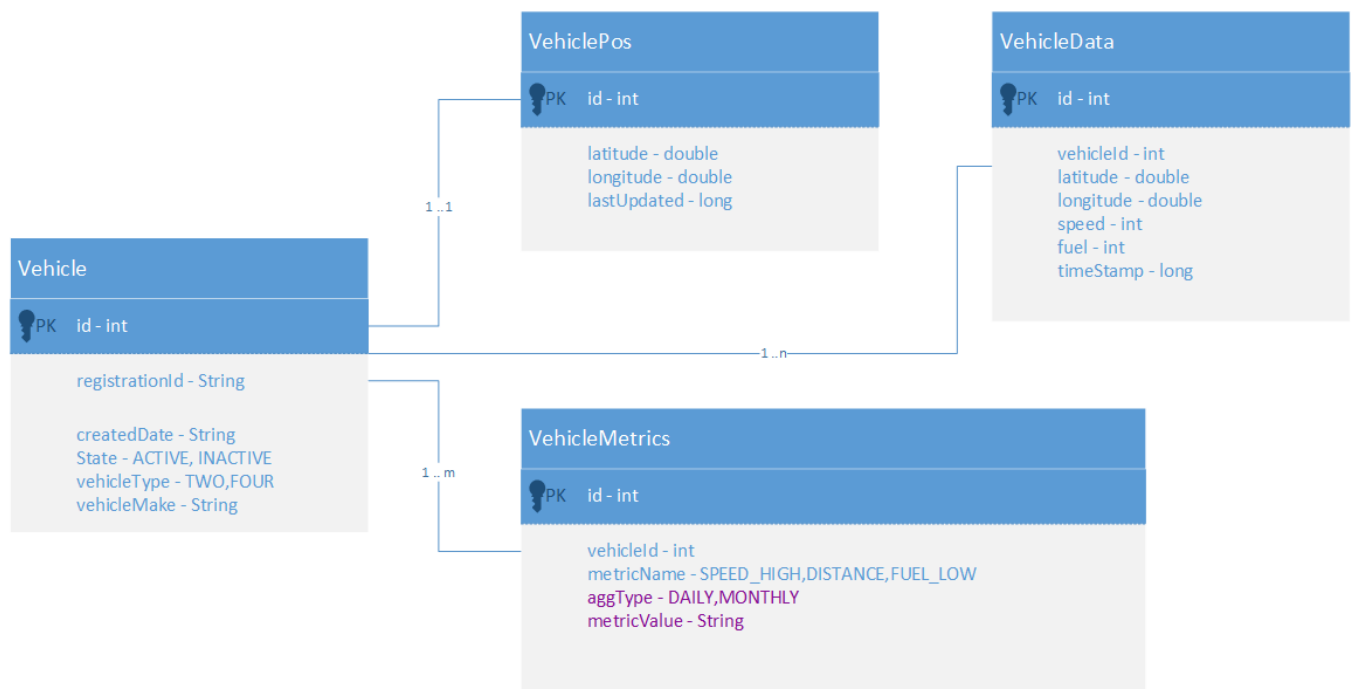 VehiclePos
PK id - int
latitude - double
longitude - double
lastUpdated - long
VehicleData
PK id - int
vehicleId - int
latitude - double
longitude - double
speed - int
fuel - int
timeStamp - long
1 ..1
Vehicle
PK id - int
registrationId - String
createdDate - String
State - ACTIVE, INACTIVE
vehicleType - TWO,FOUR
vehicleMake - String
1 ..n
1 .. m
VehicleMetrics
PK id - int
vehicleId - int
metricName - SPEED_HIGH,DISTANCE,FUEL_LOW
aggType - DAILY,MONTHLY
metricValue - String